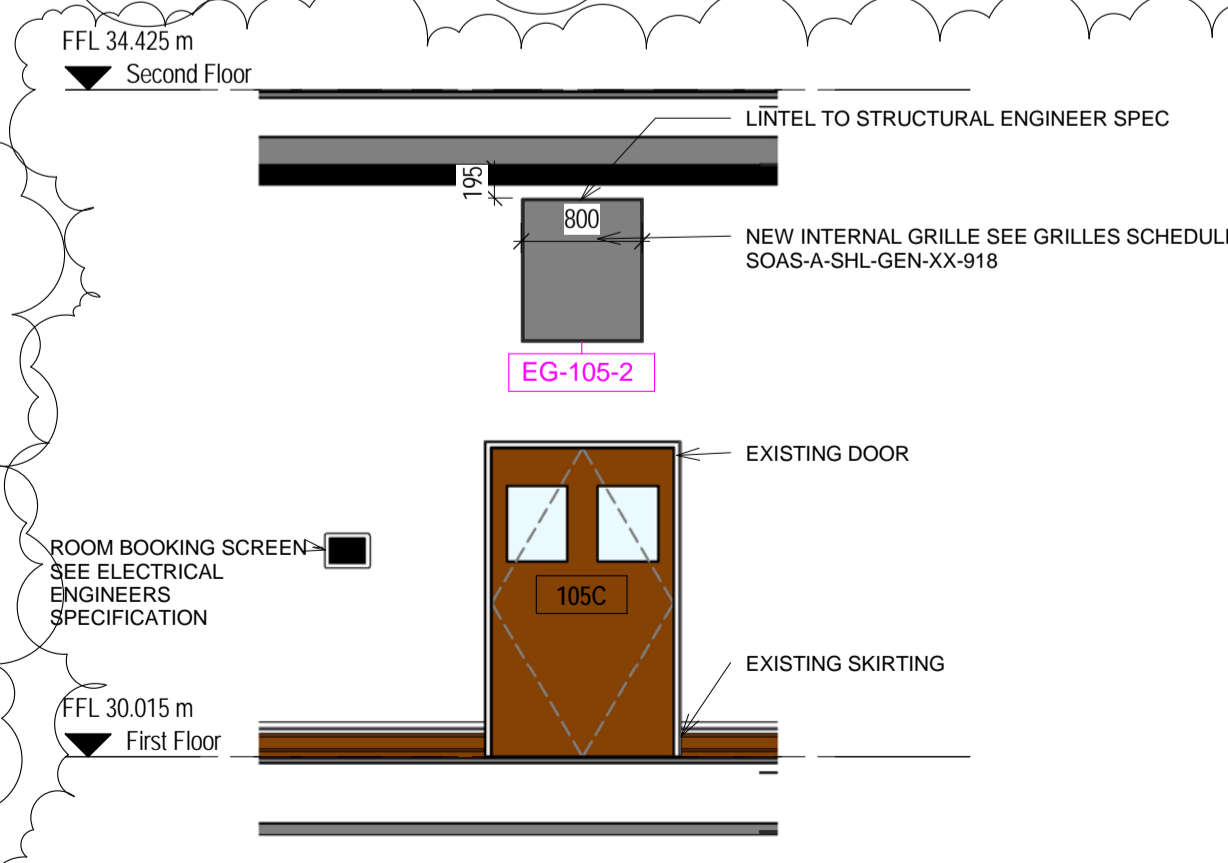 FFL 34.425 m
Second Floor
LINTEL TO STRUCTURAL ENGINEER SPEC
195
800
NEW INTERNAL GRILLE SEE GRILLES SCHEDUL
SOAS-A-SHL-GEN-XX-918
EG-105-2
EXISTING DOOR
ROOM BOOKING SCREEN
SEE ELECTRICAL
ENGINEERS
SPECIFICATION
105C
EXISTING SKIRTING
FFL 30.015 m
First Floor